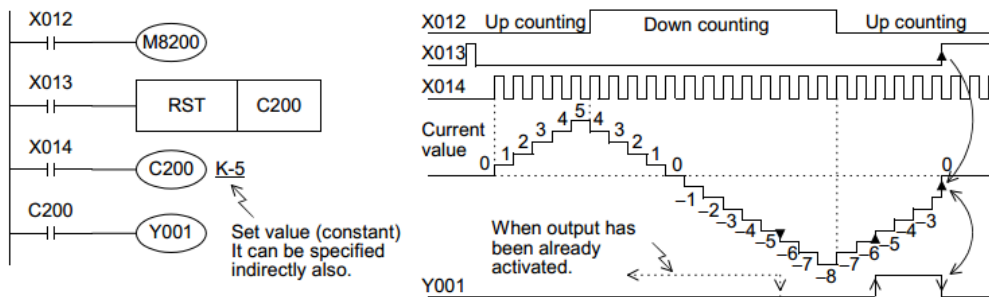 X012
M8200
X013
RST
C200
X014
C200 K-5
C200
Y001
Set value (constant)
It can be specified
indirectly also.
X012
Up counting
Down counting
Up counting
X013
X014
Current
value
0
1
2
3
4
5
4
3
2
1
0
–1
–2
–3
–4
–5
–6
–7
–8
–7
–6
–5
–4
–3
0
When output has
been already
activated.
Y001